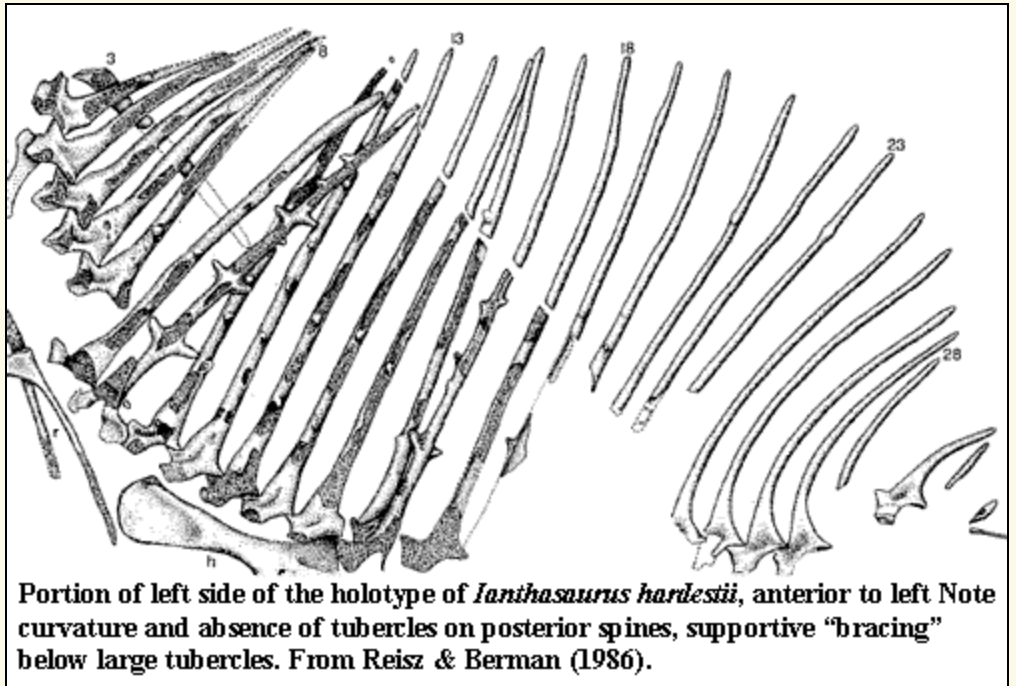 3
8
13
18
23
28
r
h
Portion of left side of the holotype of Ianthasaurus hardestii, anterior to left Note
curvature and absence of tubercles on posterior spines, supportive “bracing”
below large tubercles. From Reisz & Berman (1986).